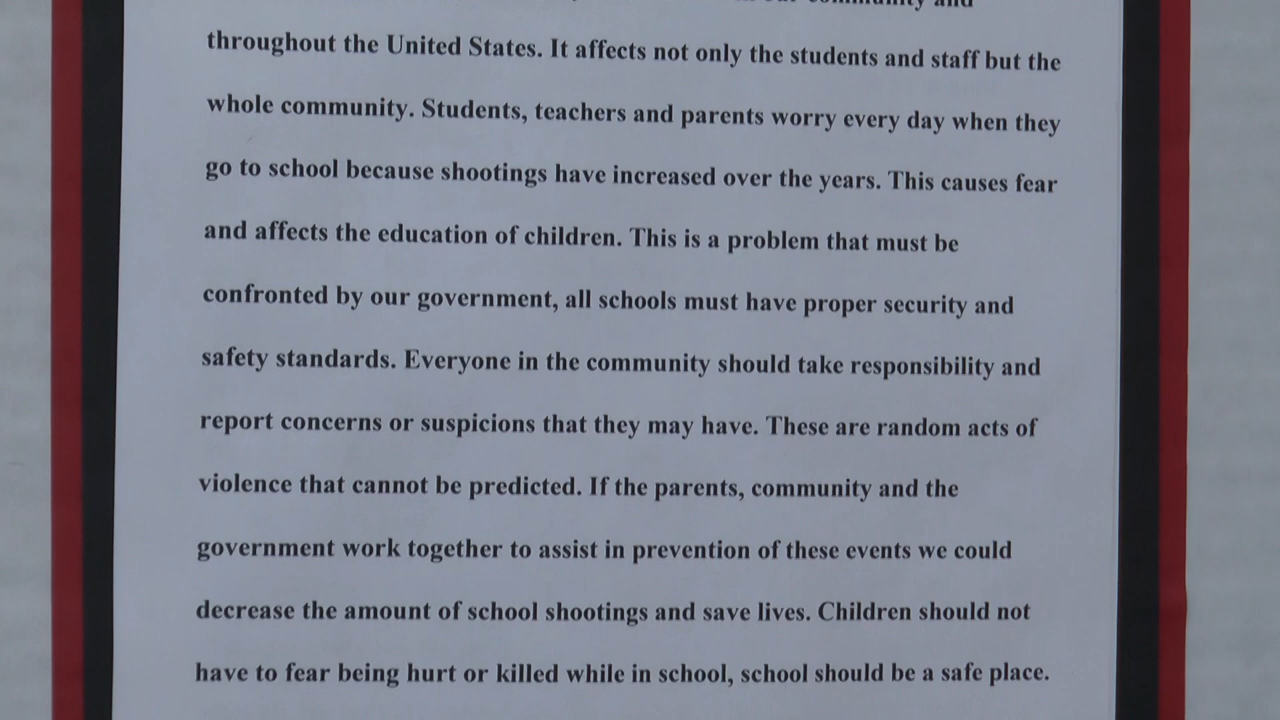 community and
throughout the United States. It affects not only the students and staff but the
whole community. Students, teachers and parents worry every day when they
go to school because shootings have increased over the years. This causes fear
and affects the education of children. This is a problem that must be
confronted by our government, all schools must have proper security and
safety standards. Everyone in the community should take responsibility and
report concerns or suspicions that they may have. These are random acts of
violence that cannot be predicted. If the parents, community and the
government work together to assist in prevention of these events we could
decrease the amount of school shootings and save lives. Children should not
have to fear being hurt or killed while in school, school should be a safe place.